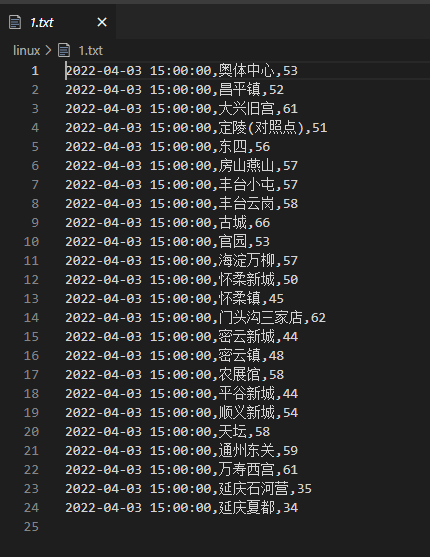 1.txt
linux > 1.txt
1 2022-04-03 15:00:00,奥体中心,53
2 2022-04-03 15:00:00,昌平镇,52
3 2022-04-03 15:00:00,大兴旧宫,61
4 2022-04-03 15:00:00,定陵(对照点),51
5 2022-04-03 15:00:00,东四,56
6 2022-04-03 15:00:00,房山燕山,57
7 2022-04-03 15:00:00,丰台小屯,57
8 2022-04-03 15:00:00,丰台云岗,58
9 2022-04-03 15:00:00,古城,66
10 2022-04-03 15:00:00,官园,53
11 2022-04-03 15:00:00,海淀万柳,57
12 2022-04-03 15:00:00,怀柔新城,50
13 2022-04-03 15:00:00,怀柔镇,45
14 2022-04-03 15:00:00,门头沟三家店,62
15 2022-04-03 15:00:00,密云新城,44
16 2022-04-03 15:00:00,密云镇,48
17 2022-04-03 15:00:00,农展馆,58
18 2022-04-03 15:00:00,平谷新城,44
19 2022-04-03 15:00:00,顺义新城,54
20 2022-04-03 15:00:00,天坛,58
21 2022-04-03 15:00:00,通州东关,59
22 2022-04-03 15:00:00,万寿西宫,61
23 2022-04-03 15:00:00,延庆石河营,35
24 2022-04-03 15:00:00,延庆夏都,34
25